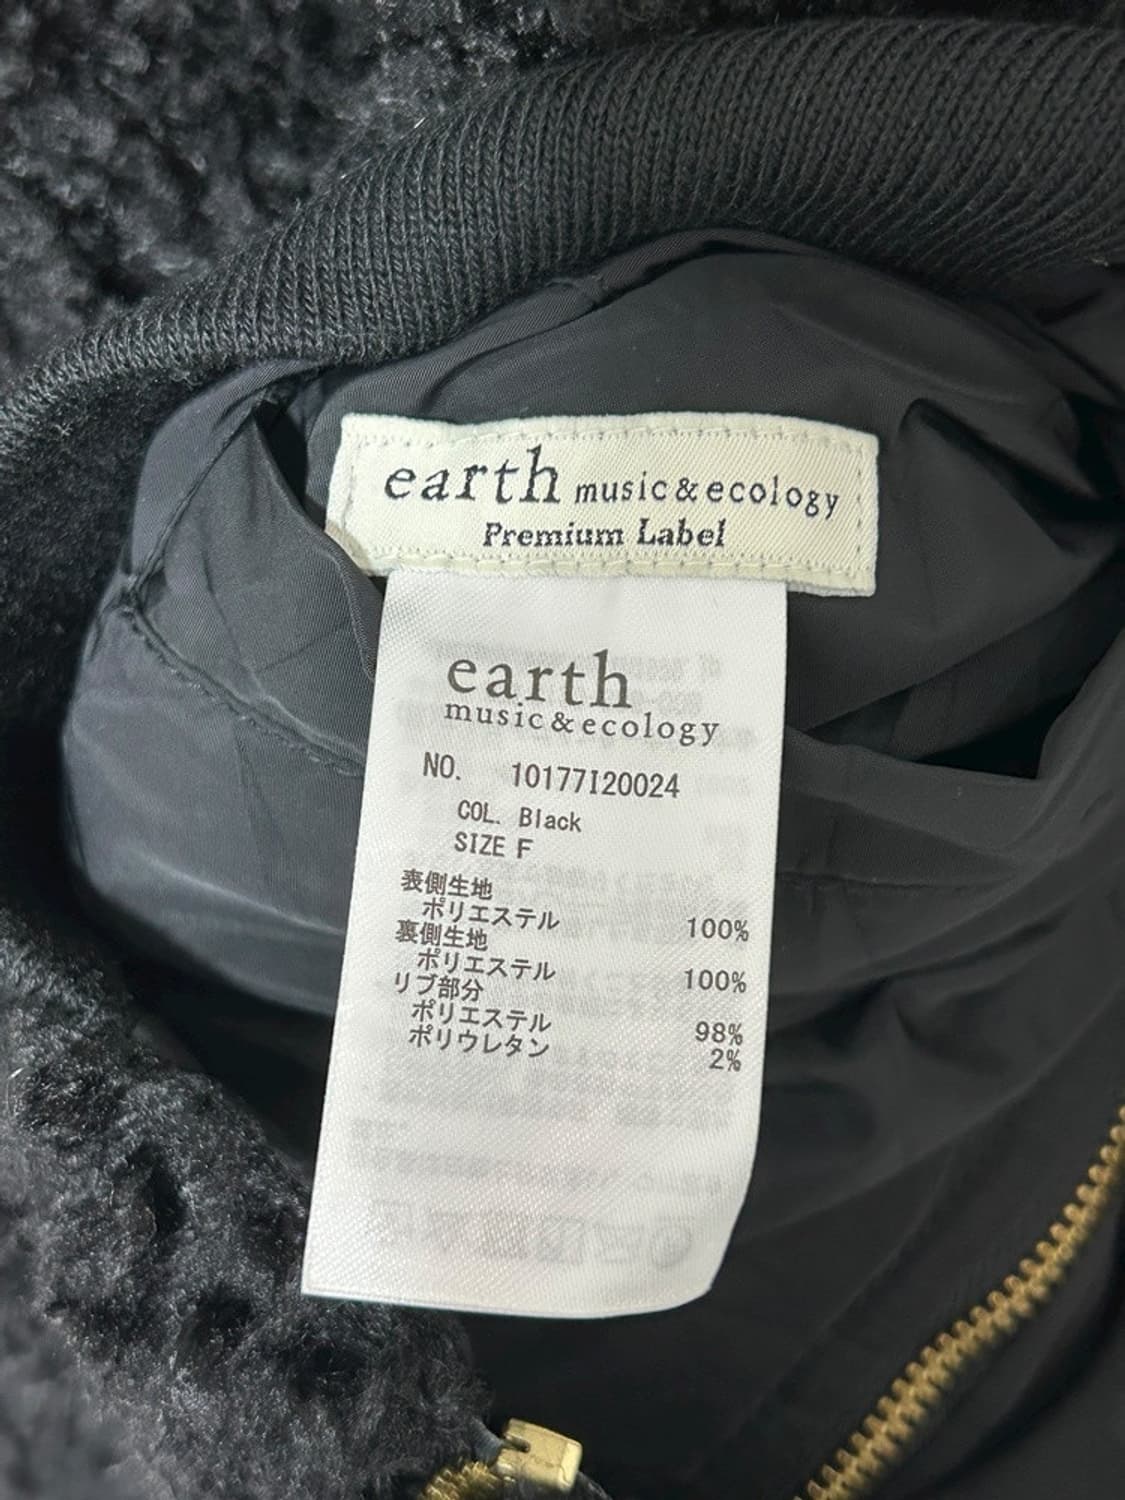 earth music&ecology
Premium Label
earth
music&ecology
NO. 10177I20024
COL. Black
SIZE F
表側生地
ポリエステル 100%
裏側生地
ポリエステル 100%
リブ部分
ポリエステル 98%
ポリウレタン 2%